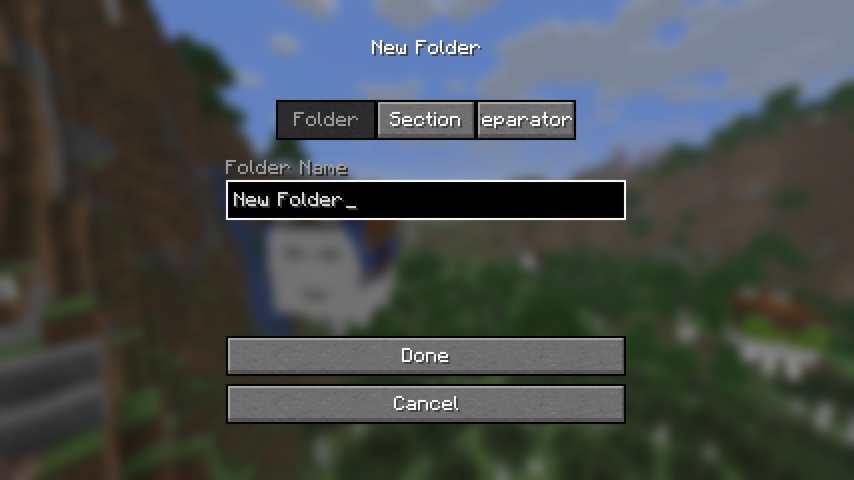 New Folder
Folder Section eparator
Folder Name
New Folder_
Done
Cancel